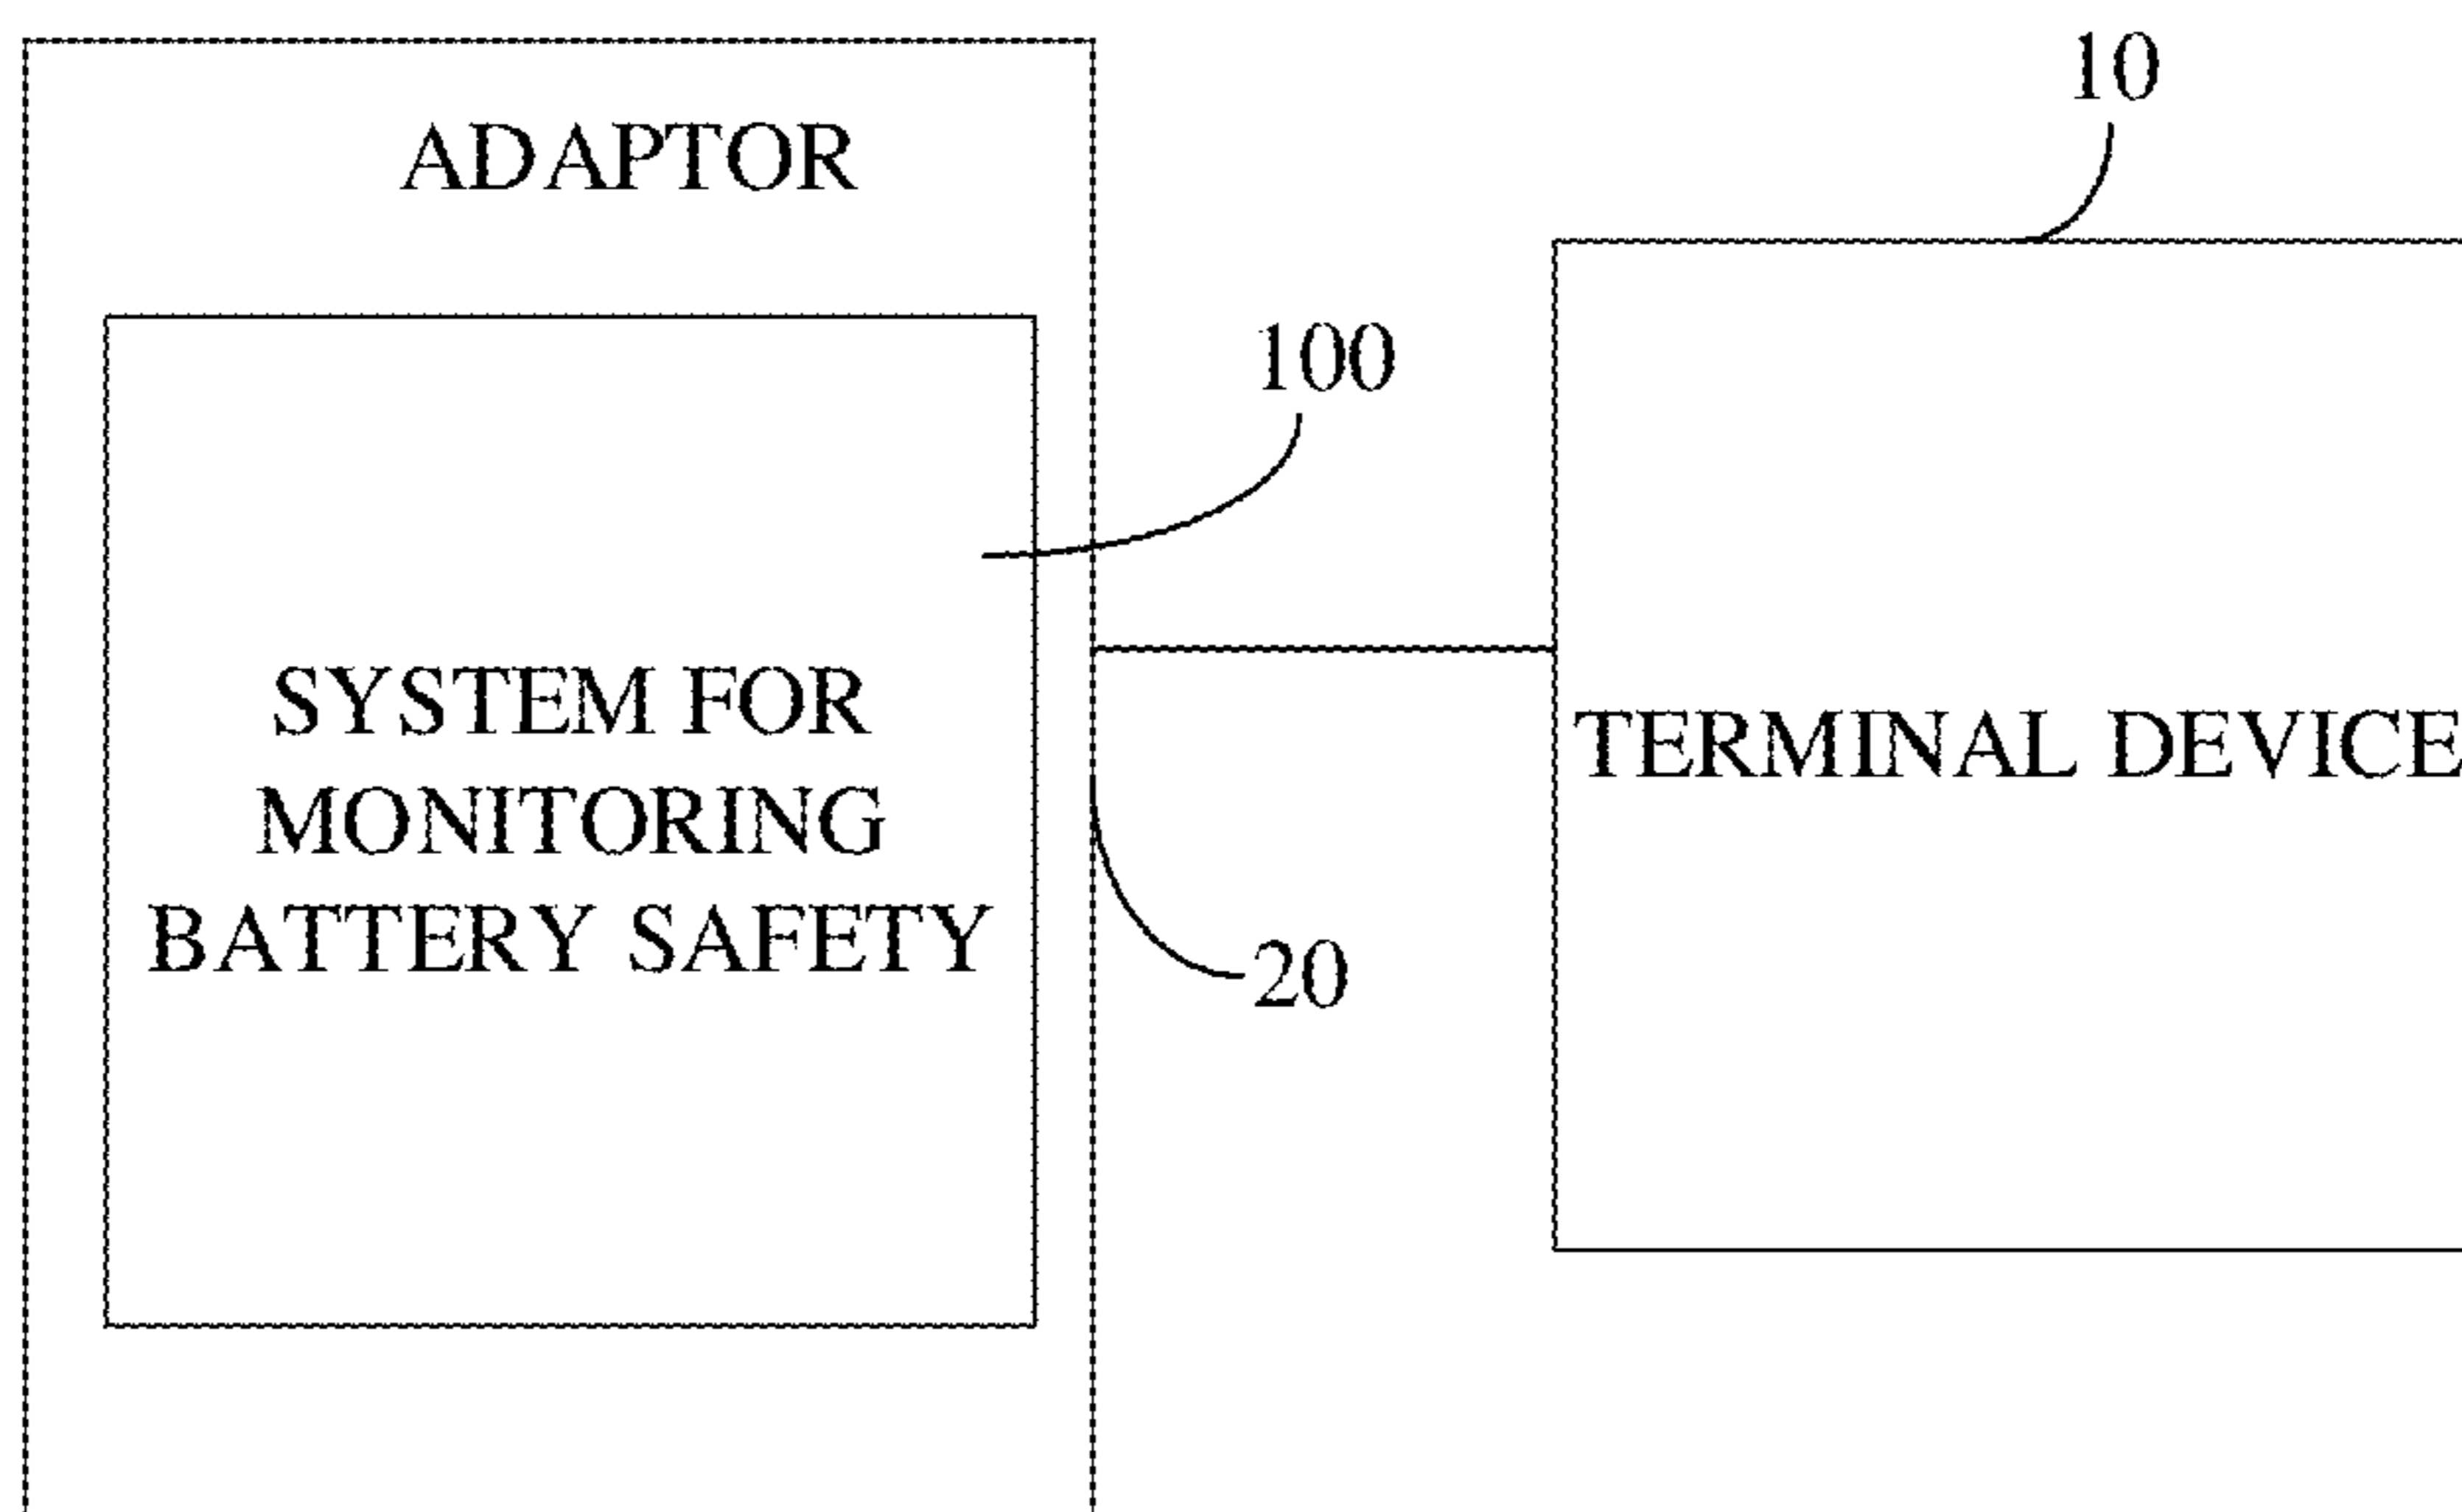 ADAPTOR
10
100
SYSTEM FOR
MONITORING
BATTERY SAFETY
TERMINAL DEVICE
20